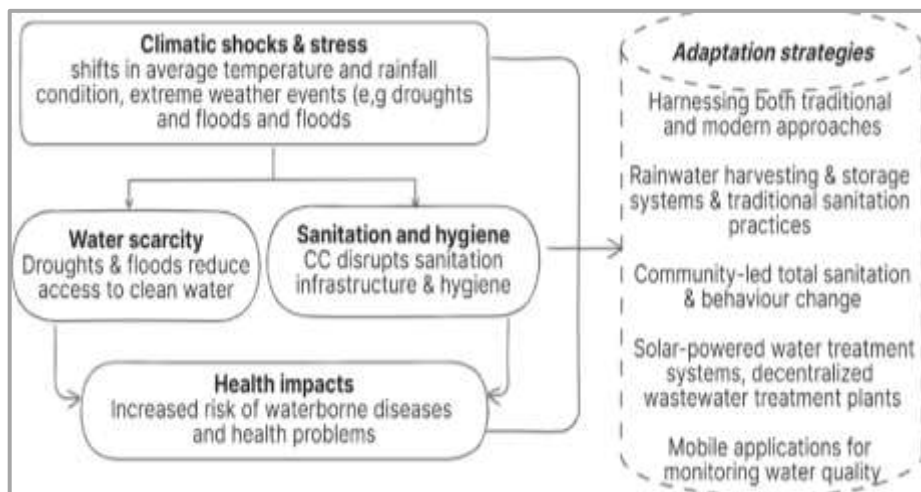 Climatic shocks & stress
shifts in average temperature and rainfall
condition, extreme weather events (e,g droughts
and floods and floods
Water scarcity
Droughts & floods reduce
access to clean water
Sanitation and hygiene
CC disrupts sanitation
infrastructure & hygiene
Health impacts
Increased risk of waterborne diseases
and health problems
Adaptation strategies
Harnessing both traditional
and modern approaches
Rainwater harvesting & storage
systems & traditional sanitation
practices
Community-led total sanitation
& behaviour change
Solar-powered water treatment
systems, decentralized
wastewater treatment plants
Mobile applications for
monitoring water quality